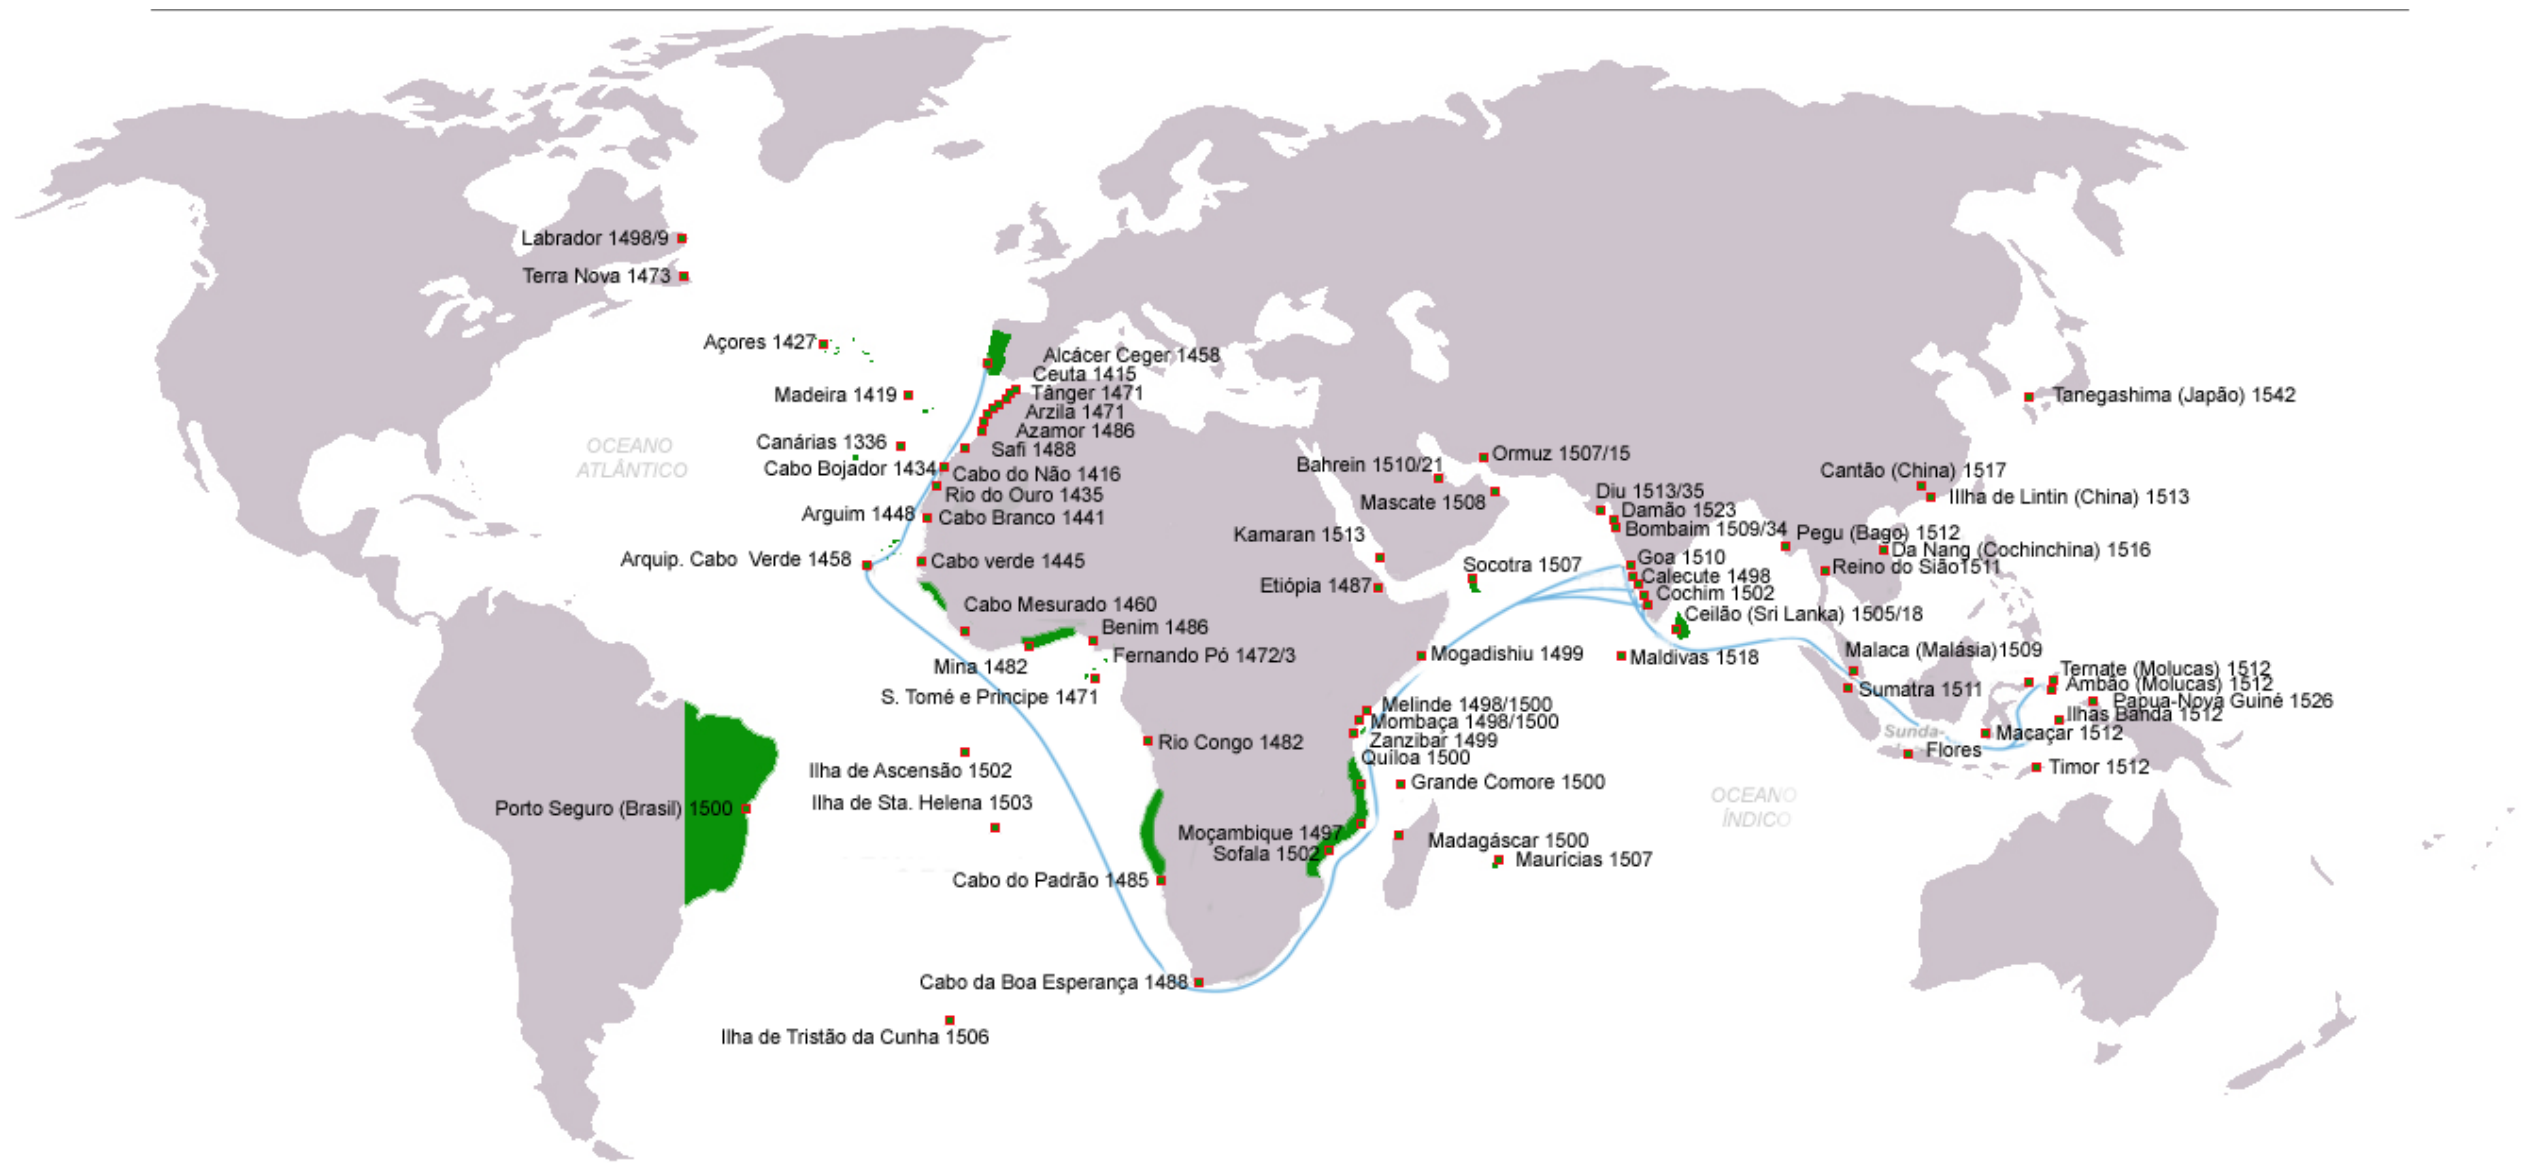 Labrador 1498/9
Terra Nova 1473
Açores 1427
Madeira 1419
OCEANO
ATLÂNTICO
Canárias 1336
Cabo Bojador 1434
Arguim 1448
Arquip. Cabo Verde 1458
Alcácer Ceger 1458
Ceuta 1415
Tânger 1471
Arzila 1471
Azamor 1486
Safi 1488
Cabo do Não 1416
Rio do Ouro 1435
Cabo Branco 1441
Cabo verde 1445
Cabo Mesurado 1460
Benim 1486
Fernando Pó 1472/3
Mina 1482
S. Tomé e Principe 1471
Rio Congo 1482
Ilha de Ascensão 1502
Ilha de Sta. Helena 1503
Porto Seguro (Brasil) 1500
Cabo do Padrão 1485
Cabo da Boa Esperança 1488
Ilha de Tristão da Cunha 1506
Ormuz 1507/15
Bahrein 1510/21
Mascate 1508
Kamaran 1513
Etiópia 1487
Socotra 1507
Mogadishiu 1499
Melinde 1498/1500
Mombaça 1498/1500
Zanzibar 1499
Quiloa 1500
Grande Comore 1500
Moçambique 1497
Sofala 1502
Madagáscar 1500
Maurícias 1507
Diu 1513/35
Damão 1523
Bombaim 1509/34
Goa 1510
Calecute 1498
Cochim 1502
Ceilão (Sri Lanka) 1505/18
Maldivas 1518
OCEANO
ÍNDICO
Tanegashima (Japão) 1542
Cantão (China) 1517
Illha de Lintin (China) 1513
Pegu (Bago) 1512
Da Nang (Cochinchina) 1516
Reino do Sião1511
Malaca (Malásia)1509
Sumatra 1511
Ternate (Molucas) 1512
Ambão (Molucas) 1512
Papua-Nova Guiné 1526
Ilhas Banda 1512
Macaçar 1512
Sunda-
Flores
Timor 1512